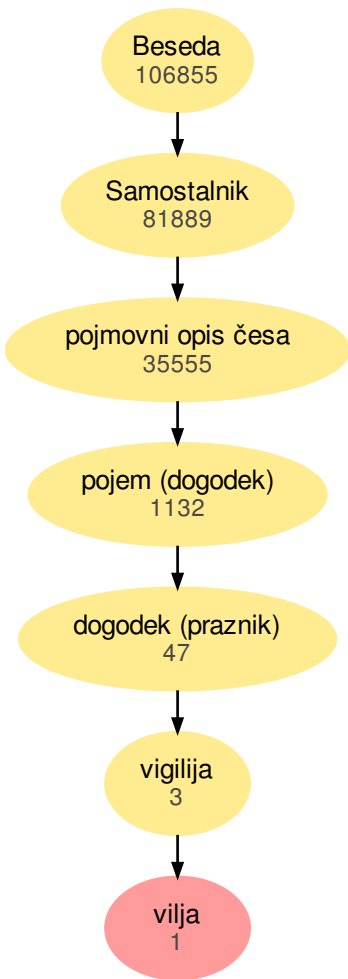 Beseda
106855
Samostalnik
81889
pojmovni opis česa
35555
pojem (dogodek)
1132
dogodek (praznik)
47
vigilija
3
vilja
1